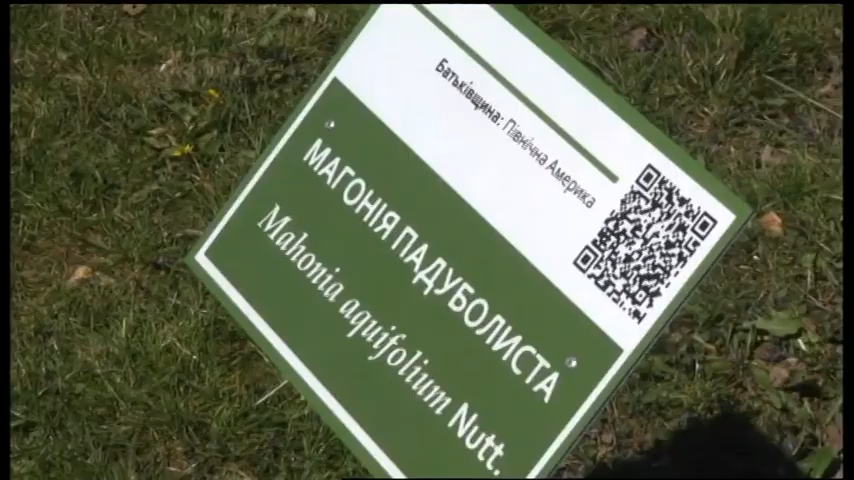 Батьківщина: Північна Америка
МАГОНІЯ ПАДУБОЛИСТА
Mahonia aquifolium Nutt.